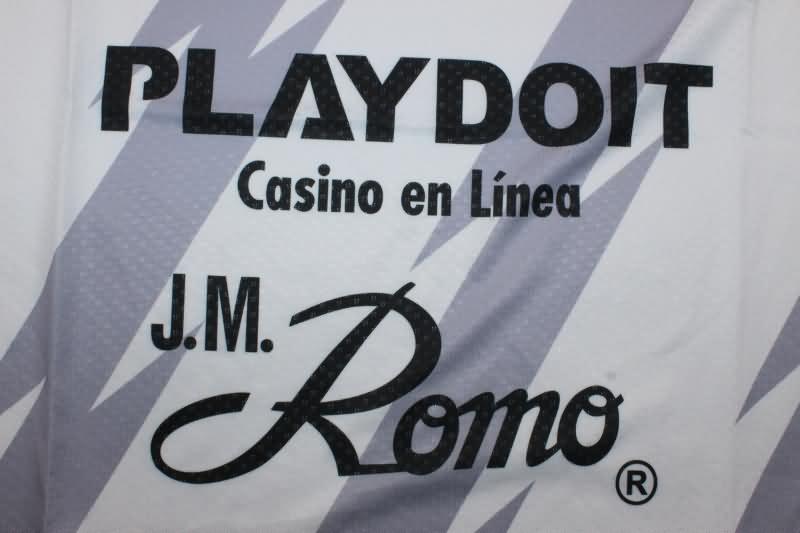 PLAYDOIT
Casino en Línea
J.M.
Romo
®